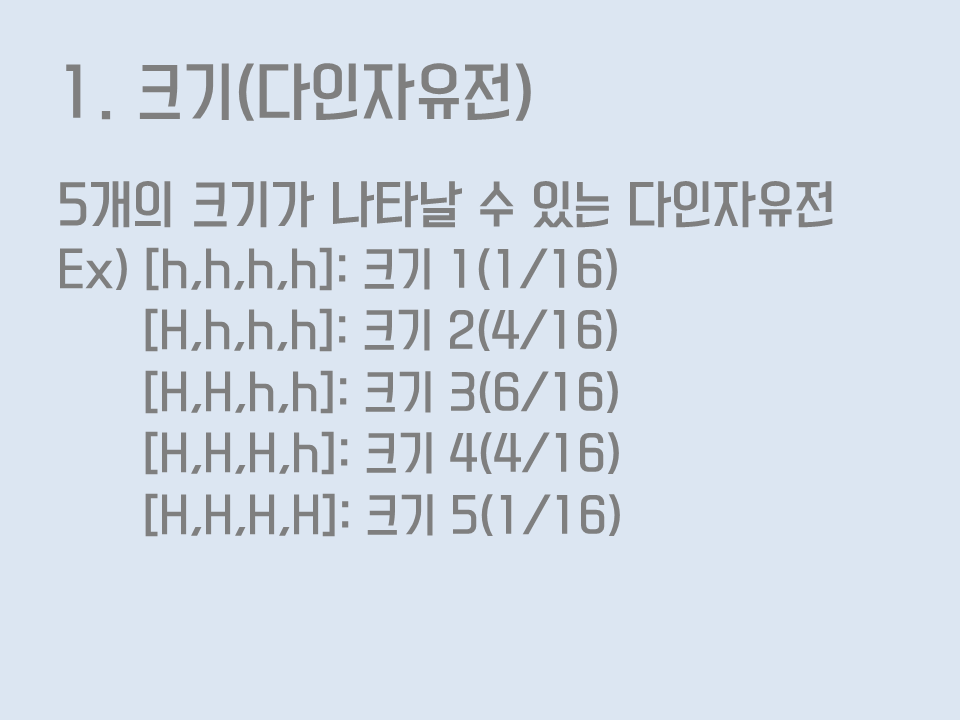 1. 크기(다인자유전)
5개의 크기가 나타날 수 있는 다인자유전
Ex) [h,h,h,h]: 크기 1(1/16)
[H,h,h,h]: 크기 2(4/16)
[H,H,h,h]: 크기 3(6/16)
[H,H,H,h]: 크기 4(4/16)
[H,H,H,H]: 크기 5(1/16)